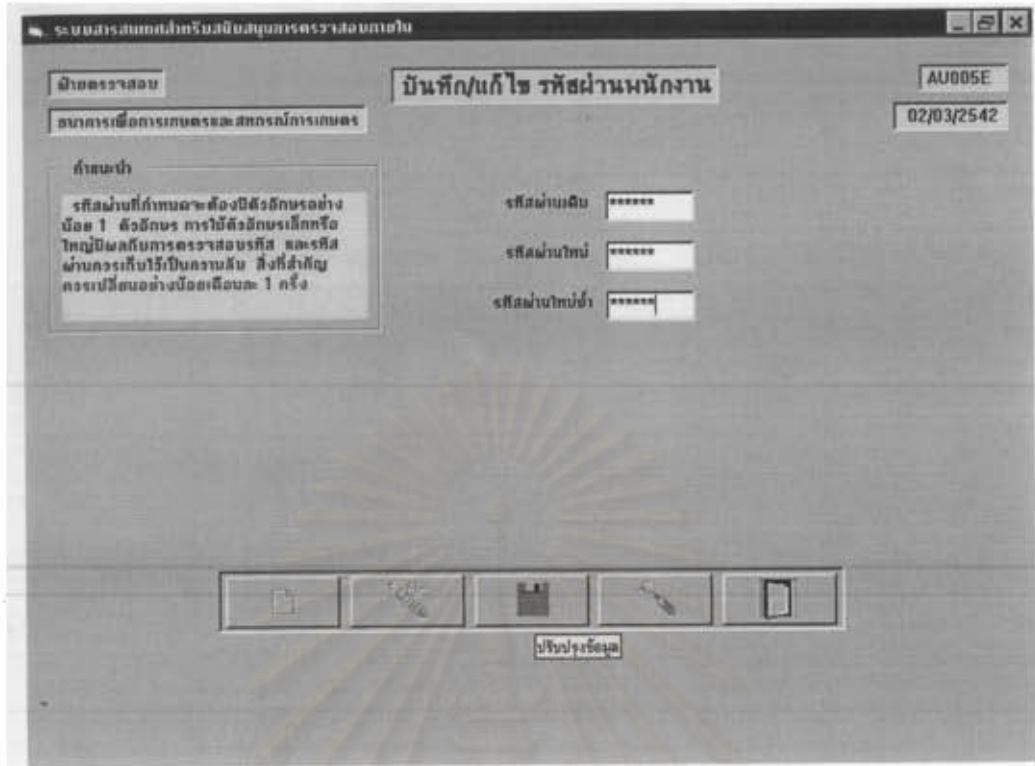 ระบบสารสนเทศสำหรับสนับสนุนการตรวจสอบภายใน
ฝ่ายตรวจสอบ
บันทึก/แก้ไข รหัสผ่านพนักงาน
AU005E
ธนาคารเพื่อการเกษตรและสหกรณ์การเกษตร
02/03/2542
คำแนะนำ
รหัสผ่านที่กำหนดจะต้องมีตัวอักษรอย่าง
น้อย 1 ตัวอักษร การใช้ตัวอักษรเล็กหรือ
ใหญ่มีผลกับการตรวจสอบรหัส และรหัส
ผ่านควรเก็บไว้เป็นความลับ สิ่งที่สำคัญ
ควรเปลี่ยนอย่างน้อยเดือนละ 1 ครั้ง
รหัสผ่านเดิม ******
รหัสผ่านใหม่ ******
รหัสผ่านใหม่ซ้ำ ******
ปรับปรุงข้อมูล